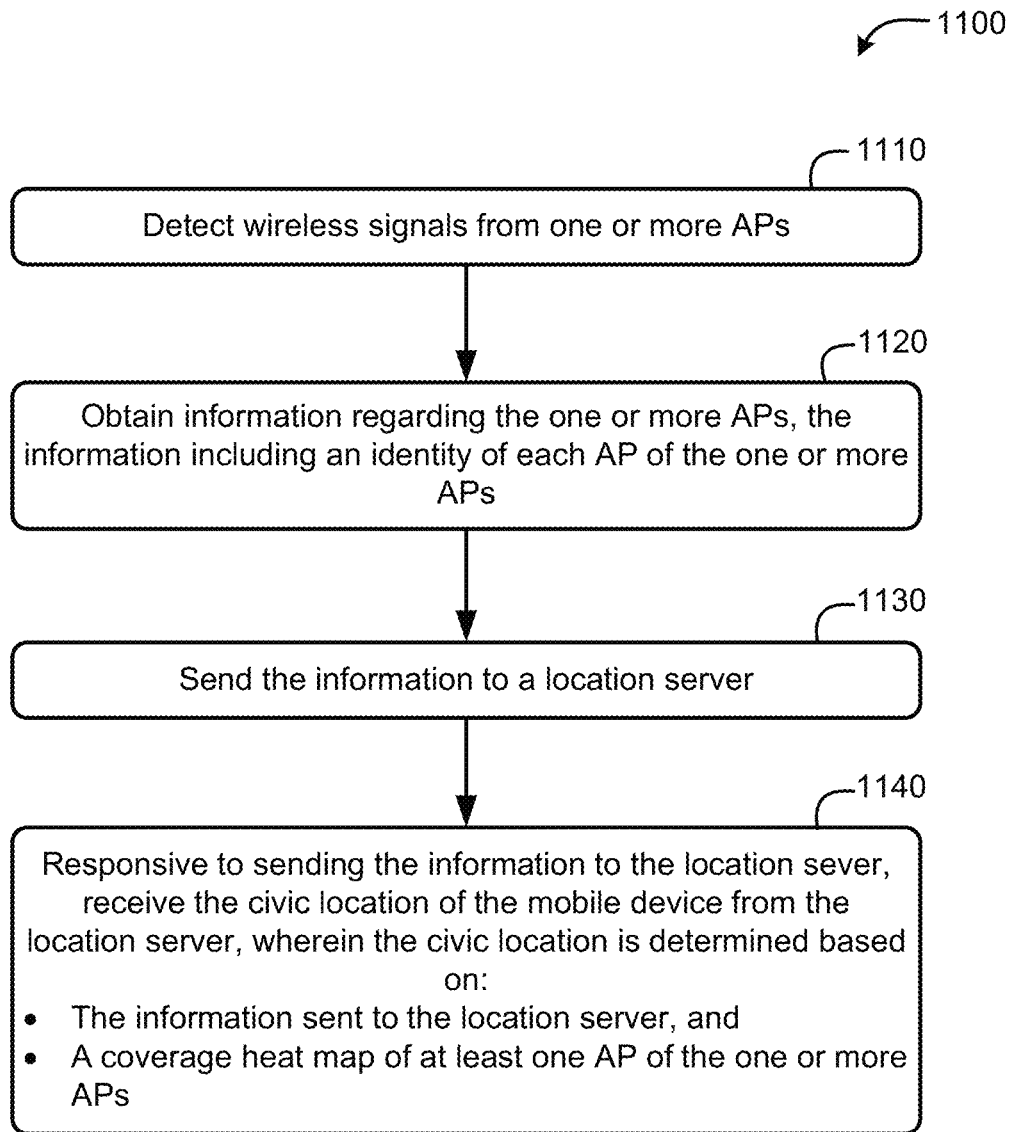 1100
1110
Detect wireless signals from one or more APs
1120
Obtain information regarding the one or more APs, the
information including an identity of each AP of the one or more
APs
1130
Send the information to a location server
1140
Responsive to sending the information to the location sever,
receive the civic location of the mobile device from the
location server, wherein the civic location is determined based
on:
• The information sent to the location server, and
• A coverage heat map of at least one AP of the one or more
APs